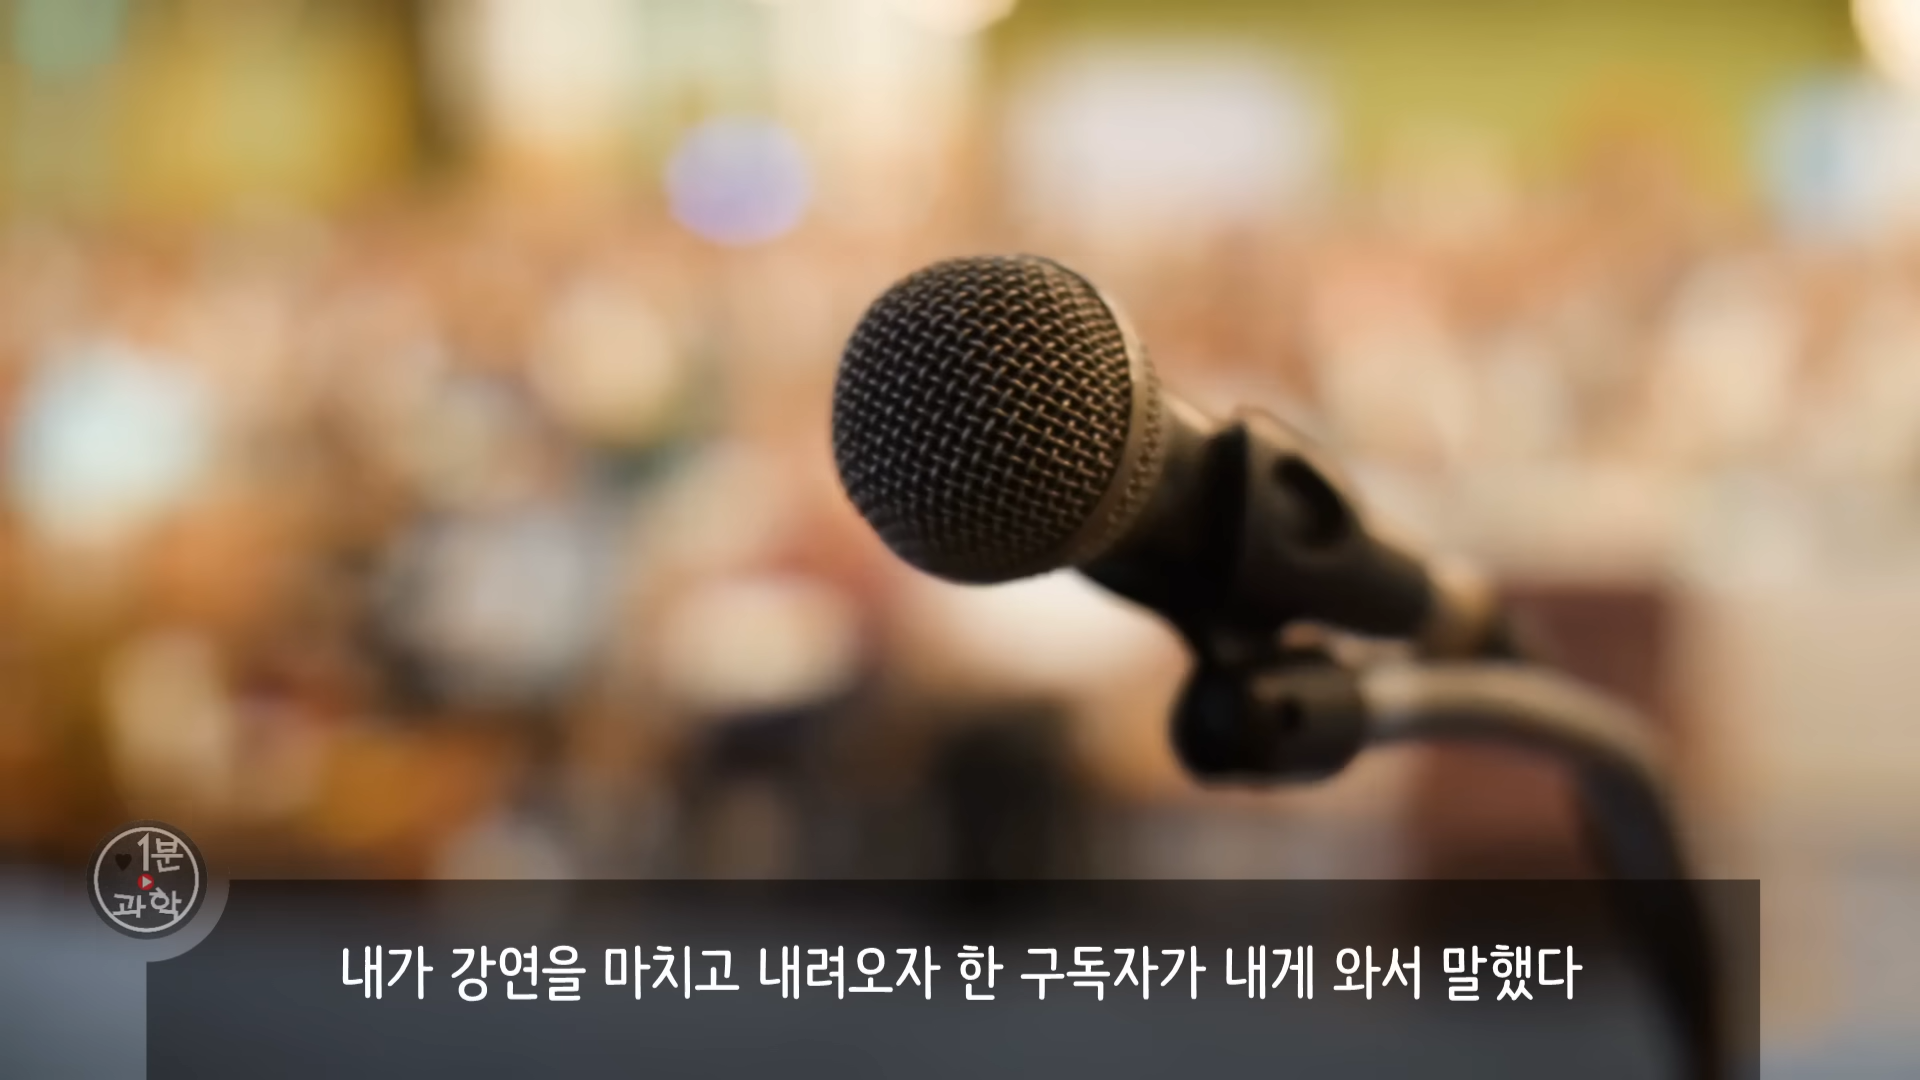 1분
과학
내가 강연을 마치고 내려오자 한 구독자가 내게 와서 말했다